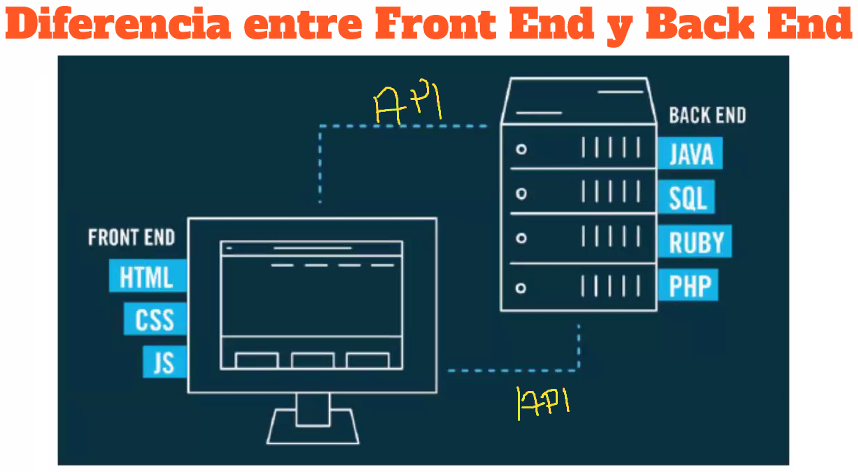 Diferencia entre Front End y Back End
API
BACK END
JAVA
SQL
RUBY
PHP
FRONT END
HTML
CSS
JS
API